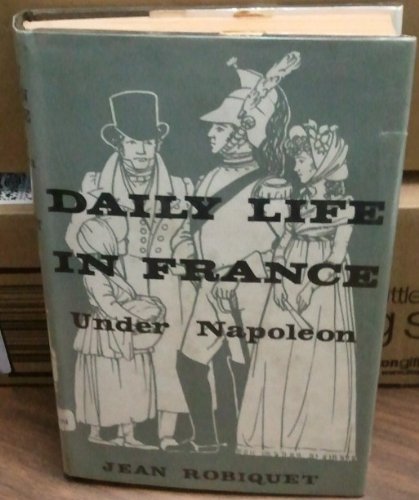 DAILY LIFE
IN FRANCE
Under Napoleon
JEAN ROBIQUET